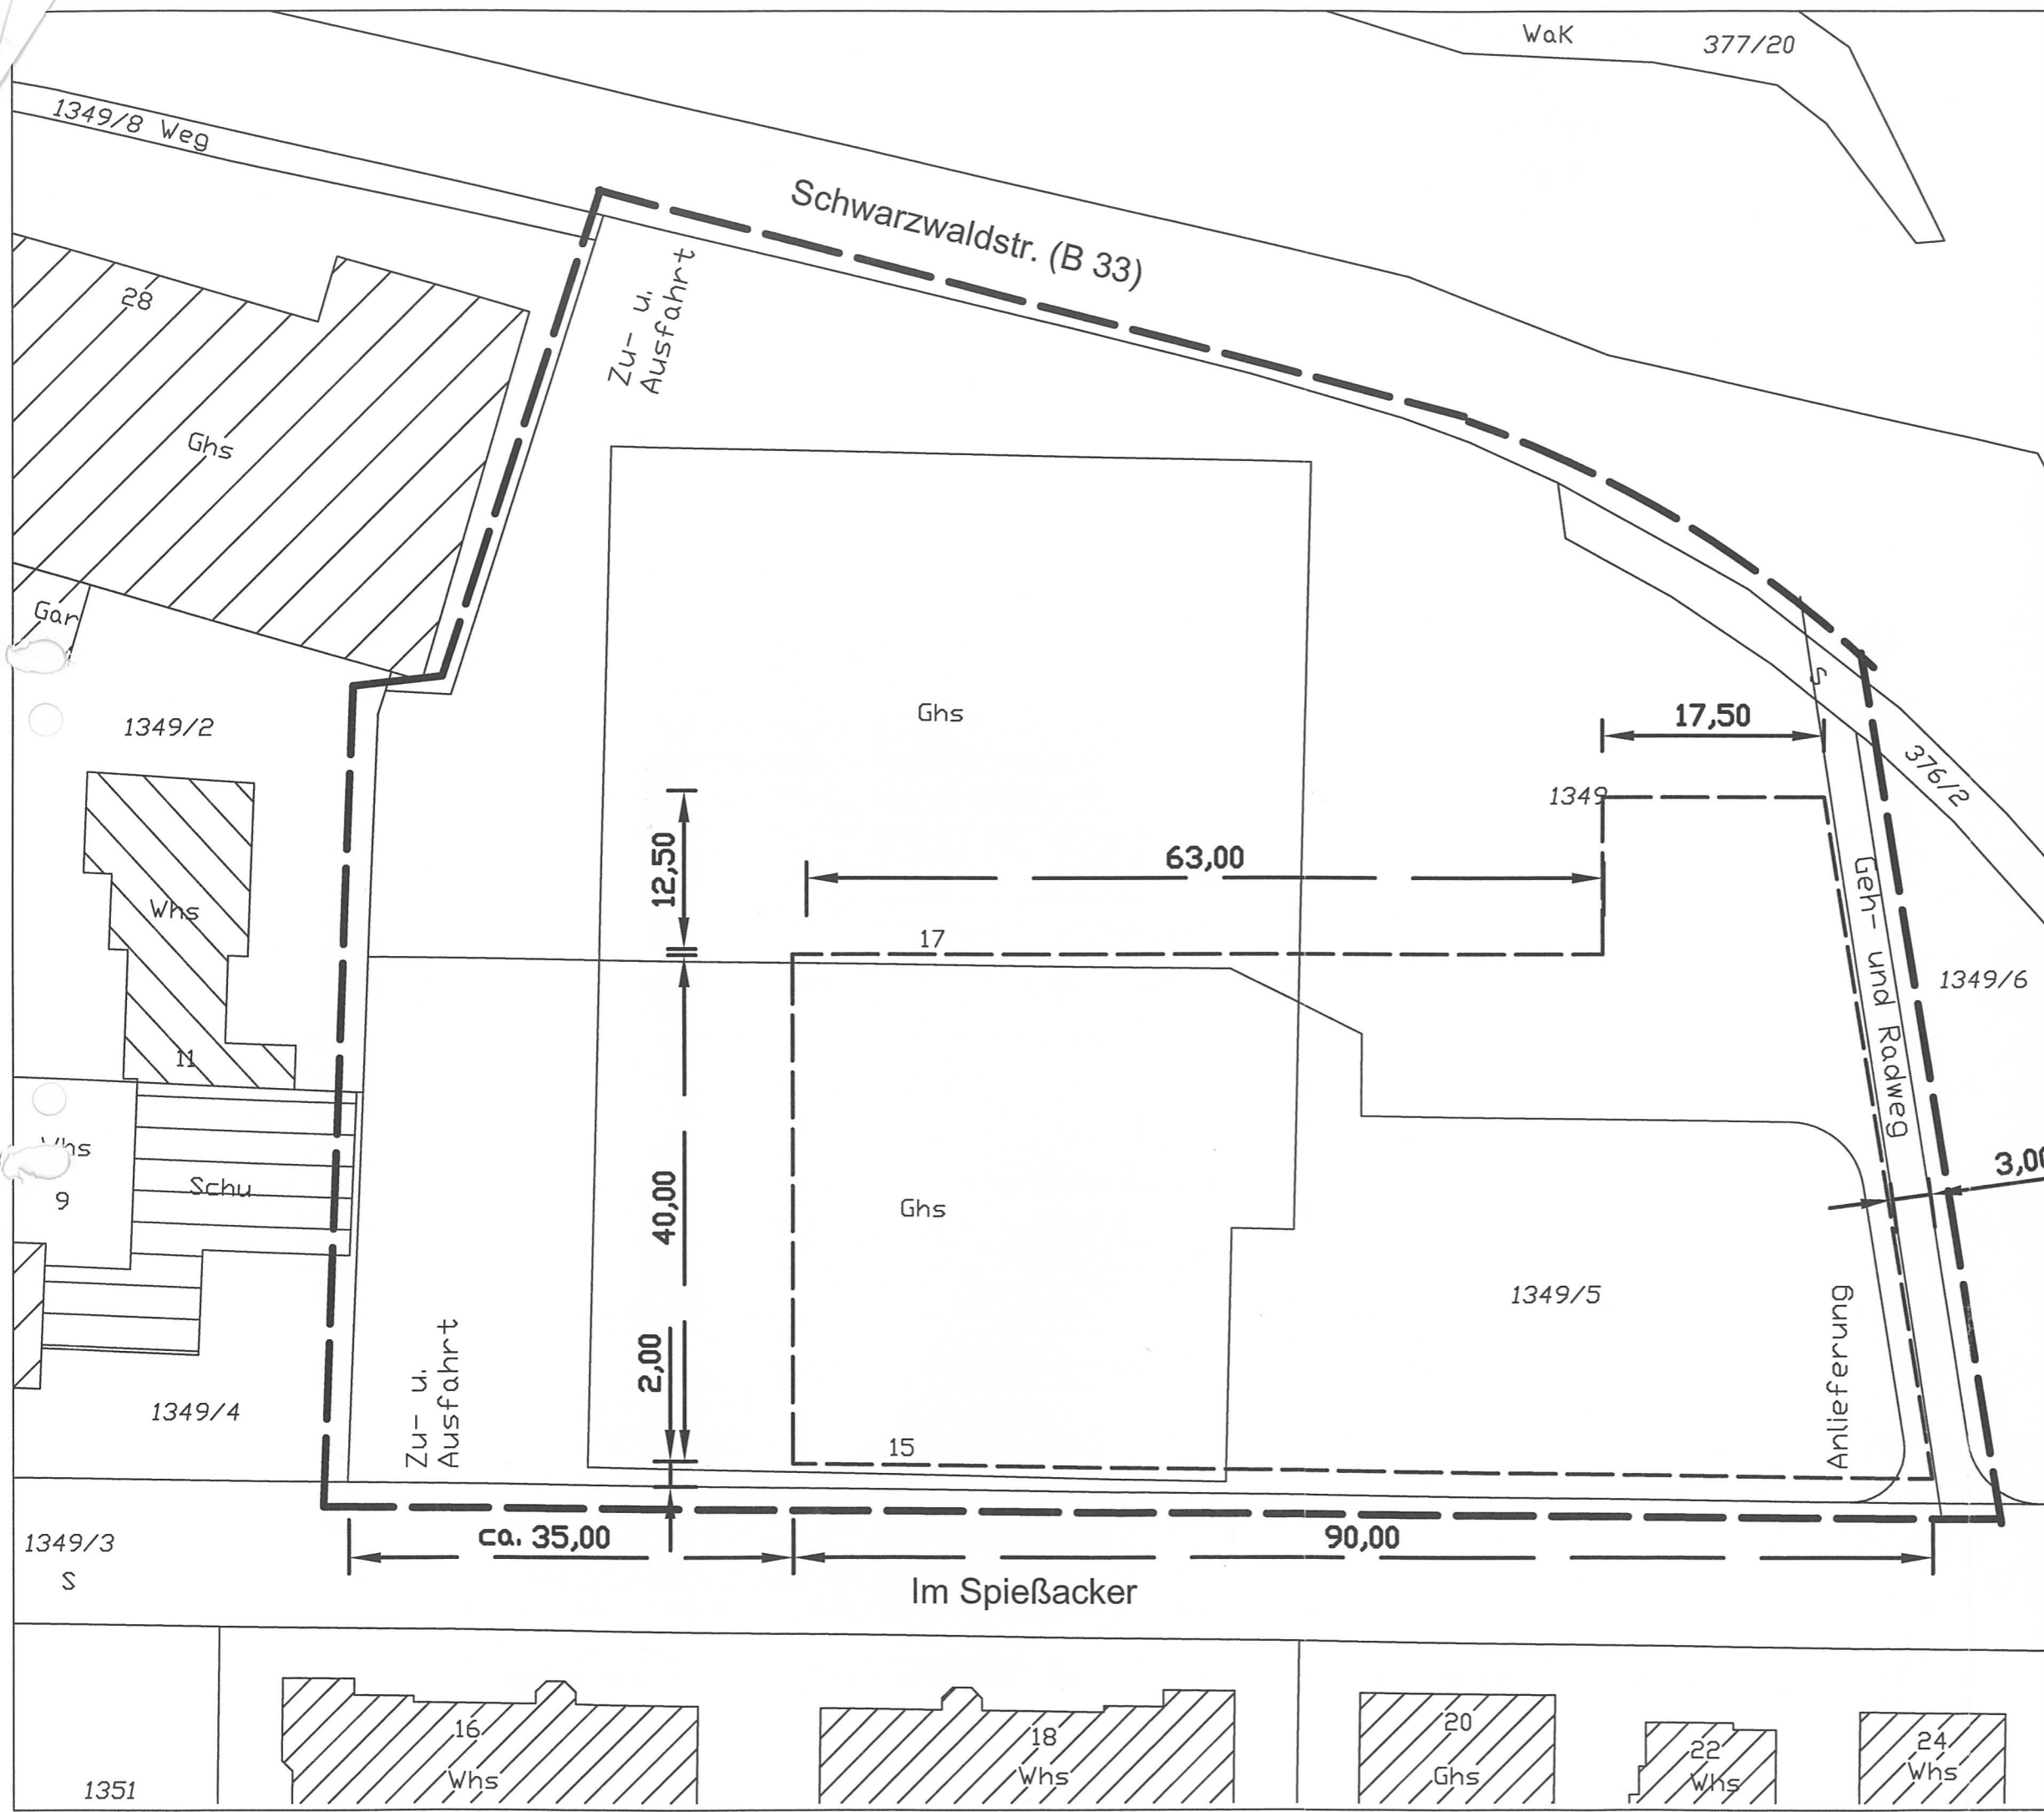 WaK
377/20
1349/8 Weg
Schwarzwaldstr. (B 33)
Zu- u.
Ausfahrt
28
Ghs
Gar
S
17,50
Ghs
1349/2
376/2
1349
12,50
63,00
Whs
17
Geh- und Radweg
1349/6
11
3,00
Whs
9
Schu
40,00
Ghs
1349/5
Anlieferung
2,00
Zu- u.
Ausfahrt
1349/4
15
1349/3
S
ca. 35,00
90,00
Im Spießacker
16
Whs
18
Whs
20
Ghs
22
Whs
24
Whs
1351